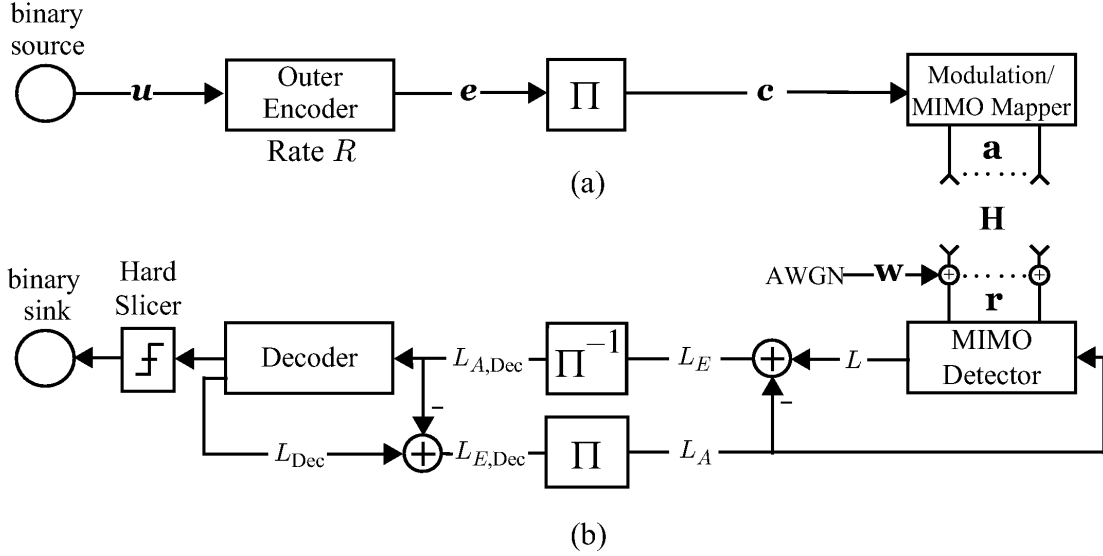 binary
source
u
Outer
Encoder
e
Π
c
Modulation/
MIMO Mapper
Rate R
a
(a)
H
binary
sink
Hard
Slicer
AWGN
w
r
Decoder
L_{A,Dec}
Π^{-1}
L_E
+
L
MIMO
Detector
-
-
L_{Dec}
+
L_{E,Dec}
Π
L_A
(b)